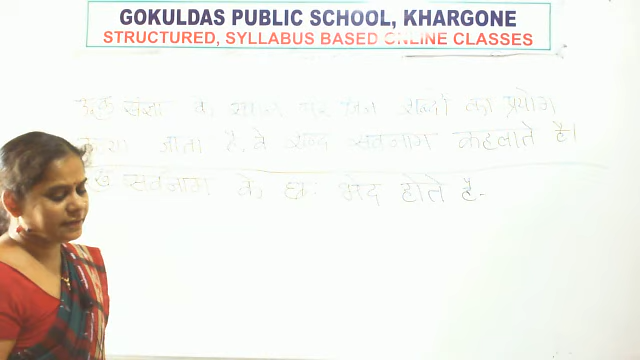 GOKULDAS PUBLIC SCHOOL, KHARGONE
STRUCTURED, SYLLABUS BASED ONLINE CLASSES
संज्ञा के स्थान पर जिन शब्दों का प्रयोग
जाता है, वे शब्द सर्वनाम कहलाते है।
सर्वनाम के छः भेद होते है-